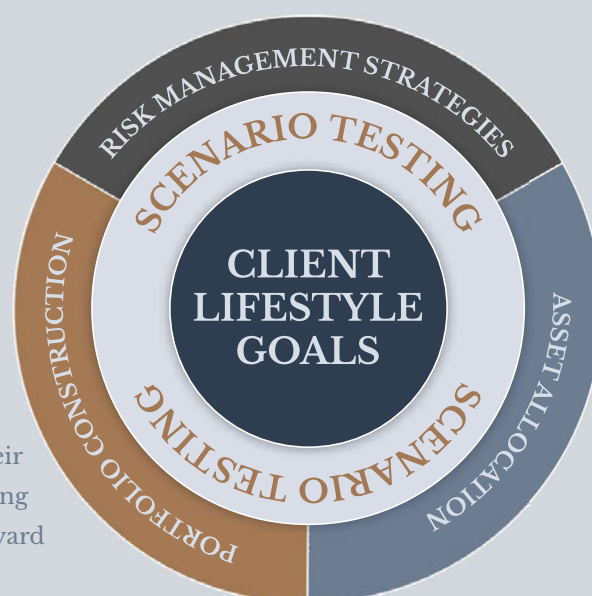 RISK MANAGEMENT STRATEGIES
SCENARIO TESTING
CLIENT
LIFESTYLE
GOALS
SCENARIO TESTING
PORTFOLIO CONSTRUCTION
ASSET ALLOCATION